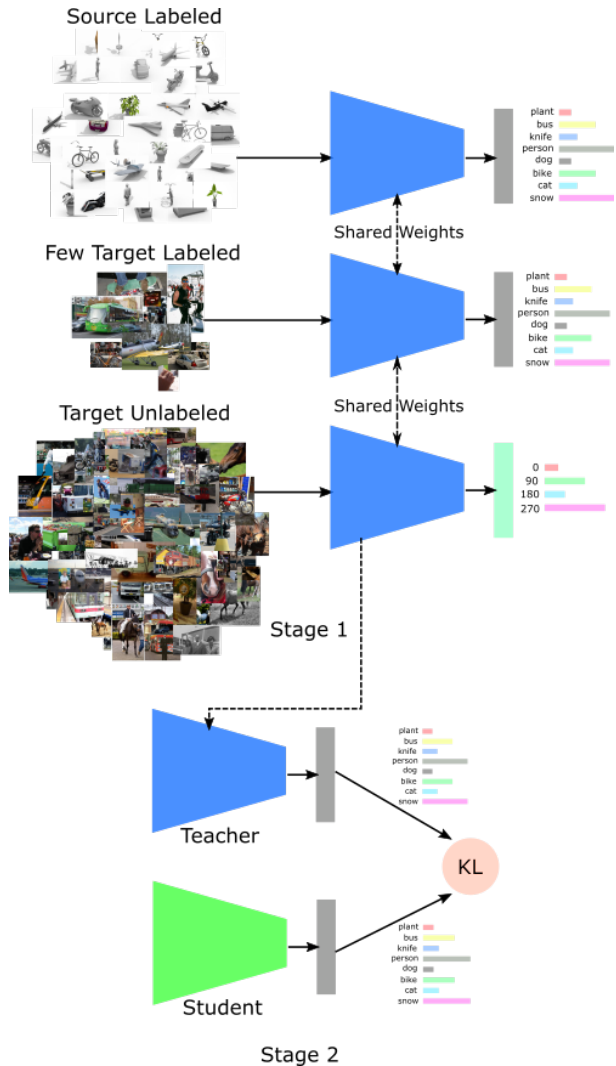 Source Labeled
plant
bus
knife
person
dog
bike
cat
snow
Shared Weights
Few Target Labeled
plant
bus
knife
person
dog
bike
cat
snow
Shared Weights
Target Unlabeled
0
90
180
270
Stage 1
plant
bus
knife
person
dog
bike
cat
snow
Teacher
KL
plant
bus
knife
person
dog
bike
cat
snow
Student
Stage 2